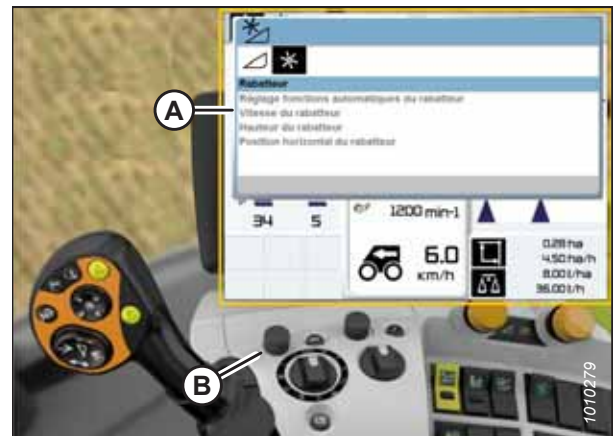 Rabatteur
Réglage fonctions automatiques du rabatteur
Vitesse du rabatteur
Hauteur du rabatteur
Position horizontal du rabatteur
A
34
5
1200 min-1
6.0
km/h
0.28 ha
4.50 ha/h
8.00 l/ha
36.00 l/h
B
1010279